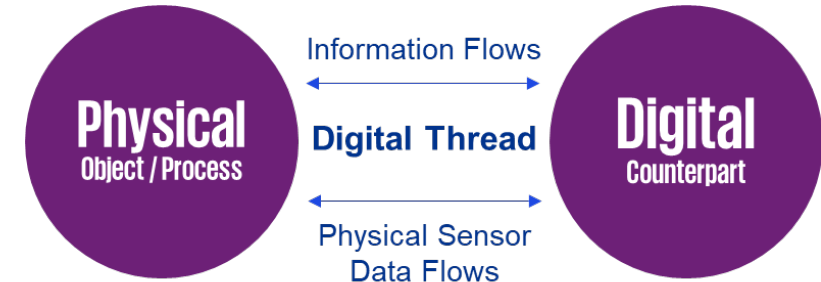 Physical
Object / Process
Information Flows
Digital Thread
Physical Sensor
Data Flows
Digital
Counterpart